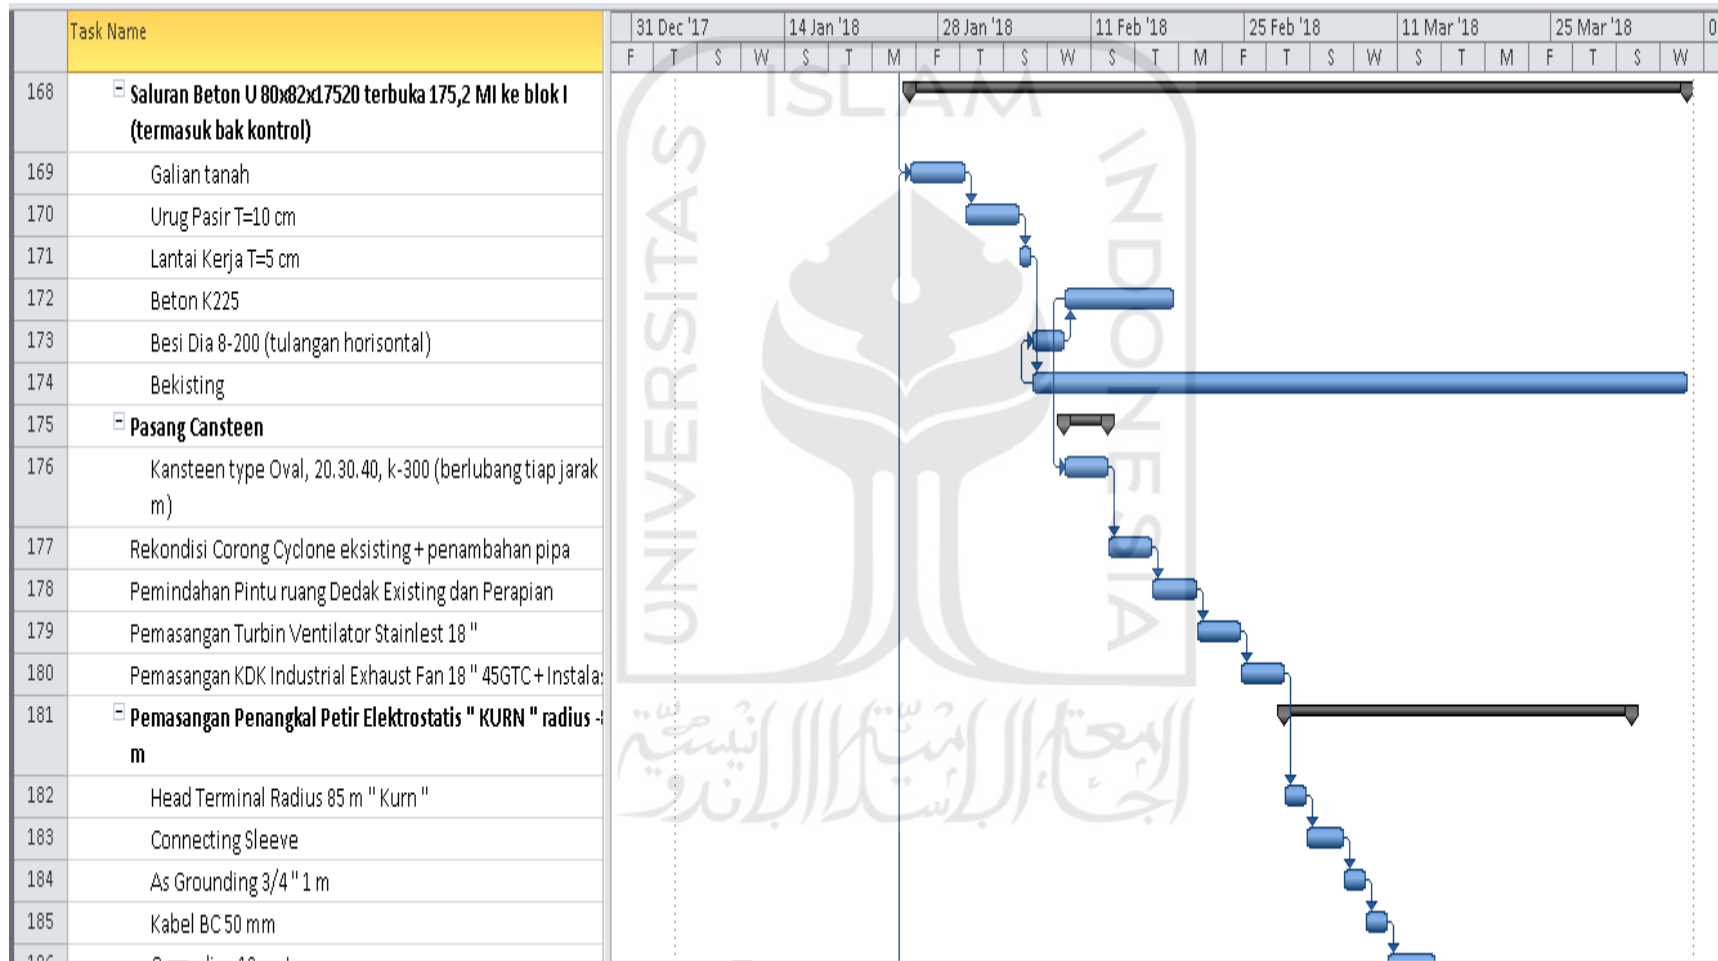 Task Name
31 Dec '17 14 Jan '18 28 Jan '18 11 Feb '18 25 Feb '18 11 Mar '18 25 Mar '18 0
F T S W S T M F T S W S T M F T S W S T M F T S W
168 Saluran Beton U 80x82x17520 terbuka 175,2 MI ke blok I
(termasuk bak kontrol)
169 Galian tanah
170 Urug Pasir T=10 cm
171 Lantai Kerja T=5 cm
172 Beton K225
173 Besi Dia 8-200 (tulangan horisontal)
174 Bekisting
175 Pasang Cansteen
176 Kansteen type Oval, 20.30.40, k-300 (berlubang tiap jarak
m)
177 Rekondisi Corong Cyclone eksisting + penambahan pipa
178 Pemindahan Pintu ruang Dedak Existing dan Perapian
179 Pemasangan Turbin Ventilator Stainlest 18 "
180 Pemasangan KDK Industrial Exhaust Fan 18 " 45GTC + Instala
181 Pemasangan Penangkal Petir Elektrostatis " KURN " radius -
m
182 Head Terminal Radius 85 m " Kurn "
183 Connecting Sleeve
184 As Grounding 3/4 " 1 m
185 Kabel BC 50 mm
UNIVERSITAS
ISLAM
INDONESIA